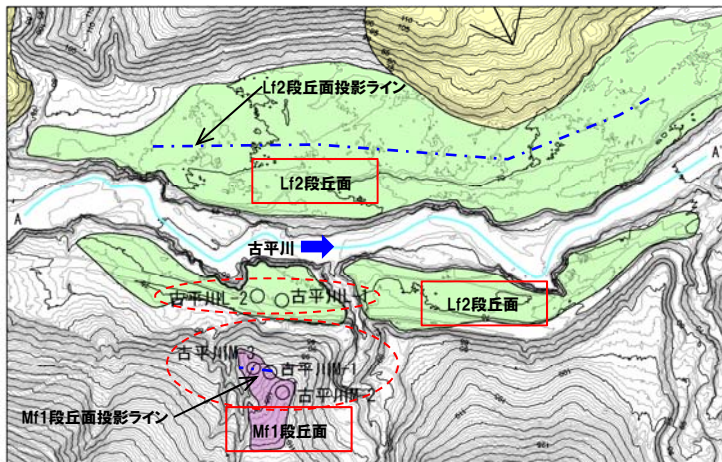 Lf2段丘面投影ライン
Lf2段丘面
A'
A
古平川
古平川L-2
古平川L-1
Lf2段丘面
古平川M-3
古平川M-1
古平川M-2
Mf1段丘面投影ライン
Mf1段丘面